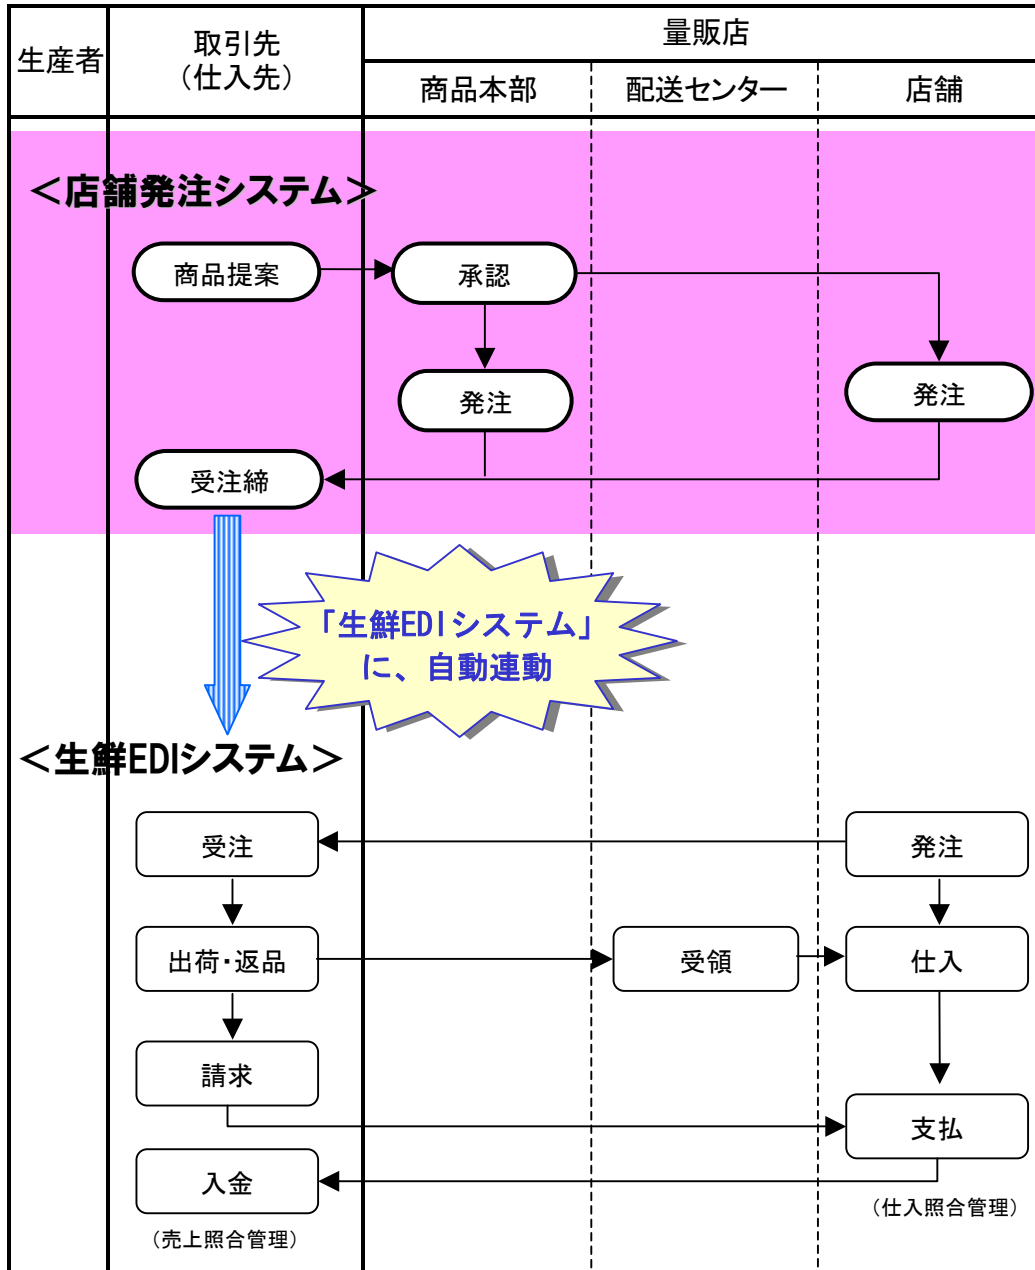 生産者
取引先
(仕入先)
量販店
商品本部
配送センター
店舗
＜店舗発注システム＞
商品提案
承認
発注
発注
受注締
「生鮮EDIシステム」
に、自動連動
＜生鮮EDIシステム＞
受注
発注
出荷・返品
受領
仕入
請求
支払
入金
(仕入照合管理)
(売上照合管理)